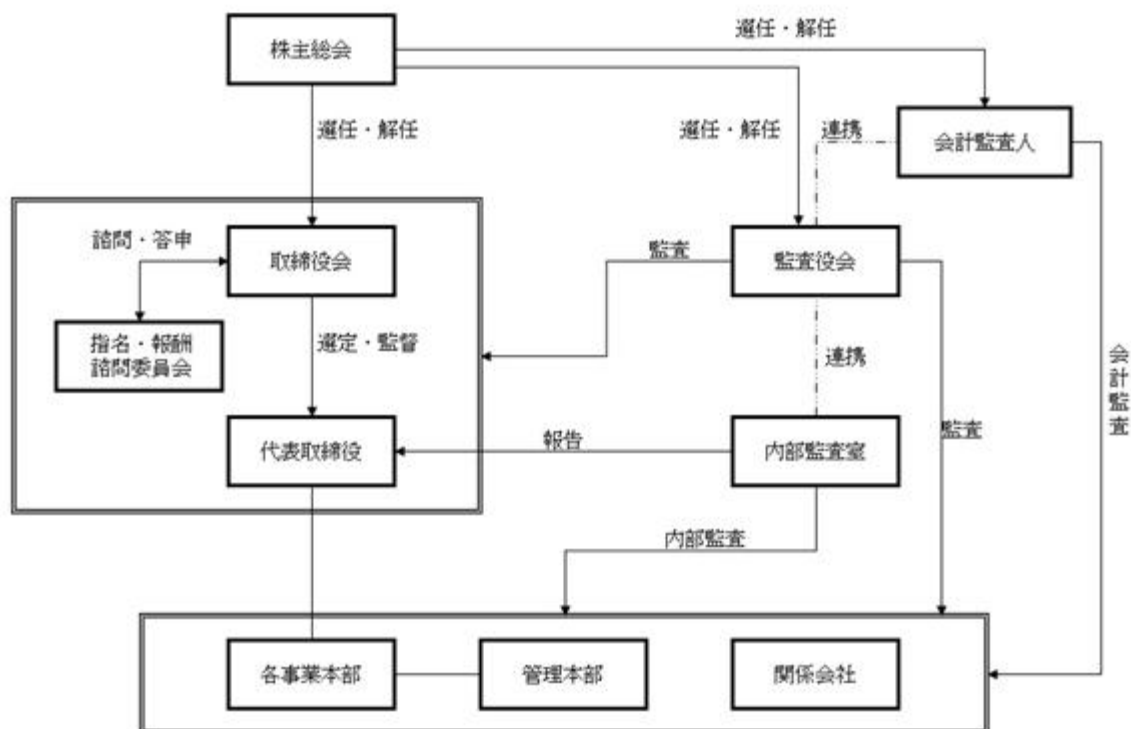 選任・解任
株主総会
選任・解任
選任・解任
連携
会計監査人
諮問・答申
取締役会
監査
監査役会
指名・報酬
諮問委員会
選定・監督
連携
会計監査
監査
報告
代表取締役
内部監査室
内部監査
各事業本部
管理本部
関係会社